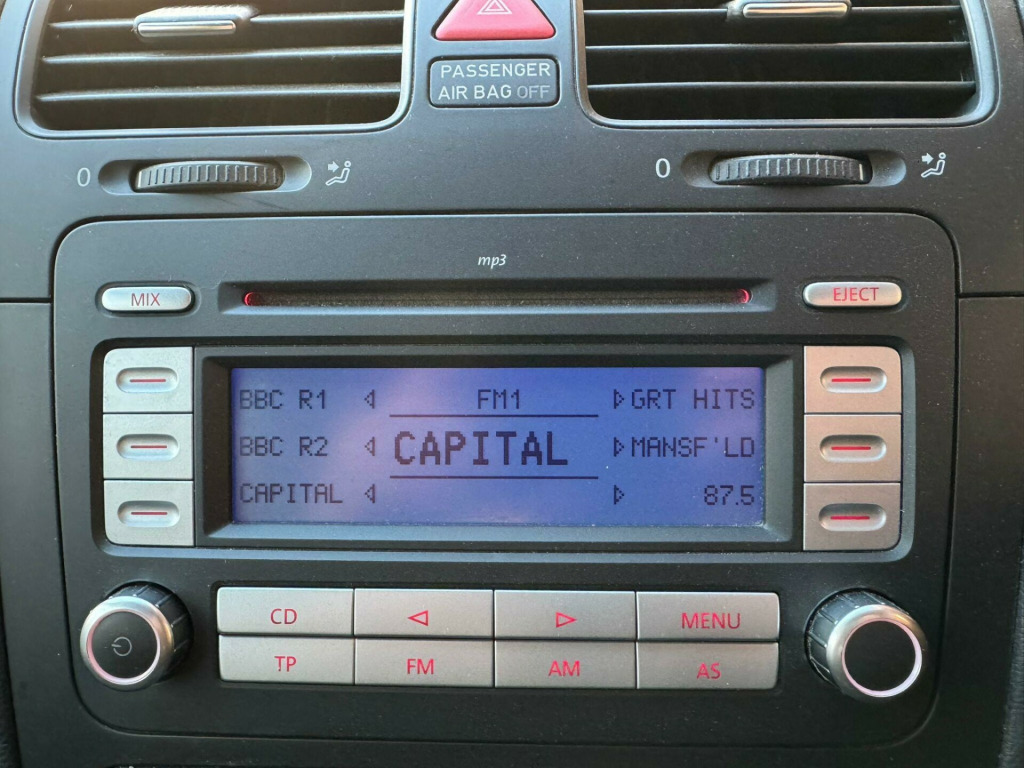 PASSENGER
AIR BAG OFF
0
0
mp3
MIX
EJECT
BBC R1 FM1 GRT HITS
BBC R2 CAPITAL MANSF'LD
CAPITAL 87.5
CD MENU
TP FM AM AS